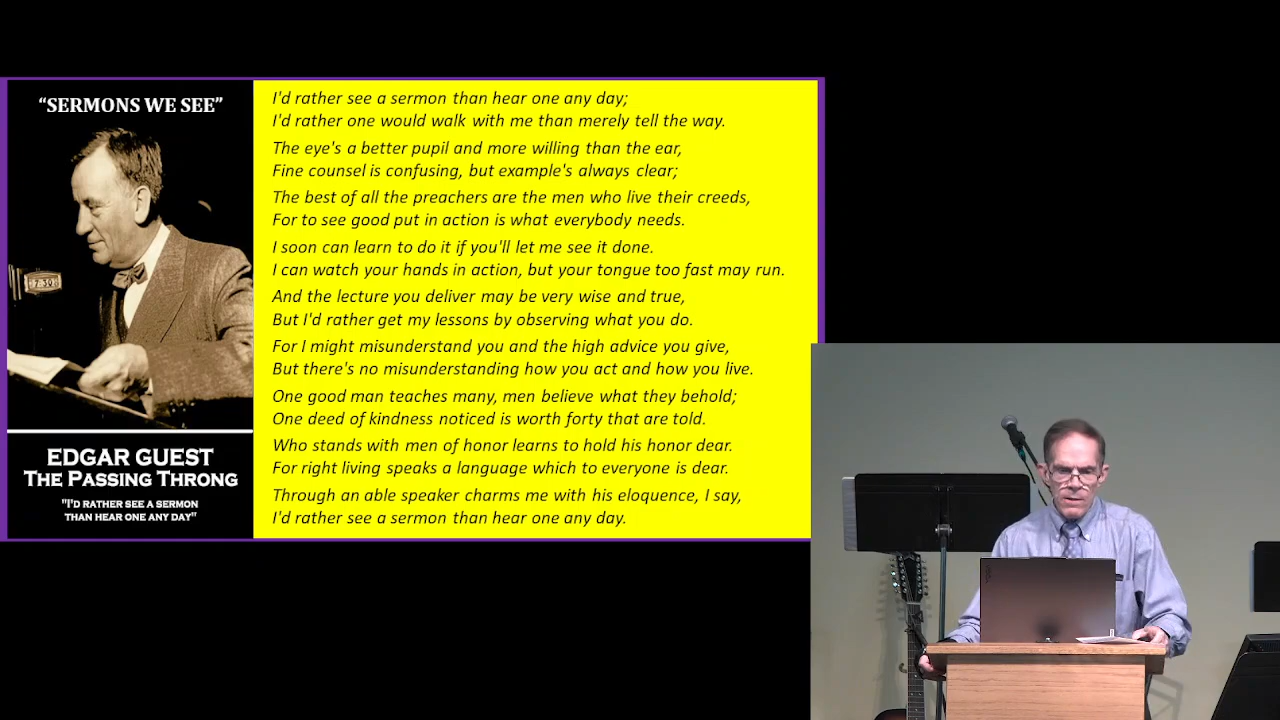 “SERMONS WE SEE”
7:30
EDGAR GUEST
The Passing Throng
"I'd rather see a sermon
than hear one any day"
I'd rather see a sermon than hear one any day;
I'd rather one would walk with me than merely tell the way.
The eye's a better pupil and more willing than the ear,
Fine counsel is confusing, but example's always clear;
The best of all the preachers are the men who live their creeds,
For to see good put in action is what everybody needs.
I soon can learn to do it if you'll let me see it done.
I can watch your hands in action, but your tongue too fast may run.
And the lecture you deliver may be very wise and true,
But I'd rather get my lessons by observing what you do.
For I might misunderstand you and the high advice you give,
But there's no misunderstanding how you act and how you live.
One good man teaches many, men believe what they behold;
One deed of kindness noticed is worth forty that are told.
Who stands with men of honor learns to hold his honor dear.
For right living speaks a language which to everyone is dear.
Through an able speaker charms me with his eloquence, I say,
I'd rather see a sermon than hear one any day.